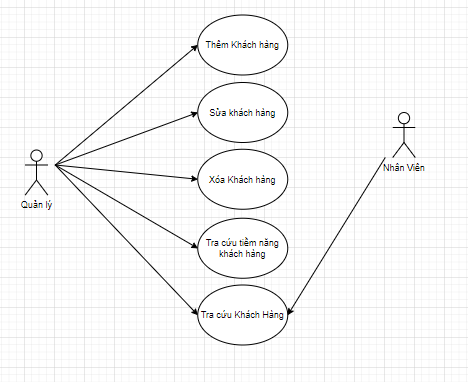 Thêm Khách hàng
Sửa khách hàng
Nhân Viên
Xóa Khách hàng
Quản lý
Tra cứu tiềm năng
khách hàng
Tra cứu Khách Hàng